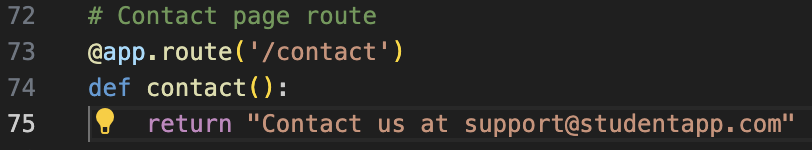 72 # Contact page route
73 @app.route('/contact')
74 def contact():
75 return "Contact us at support@studentapp.com"